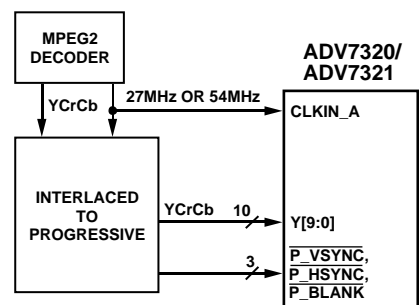 MPEG2
DECODER
ADV7320/
ADV7321
YCrCb
27MHz OR 54MHz
CLKIN_A
INTERLACED
TO
PROGRESSIVE
YCrCb
10
Y[9:0]
3
P_VSYNC,
P_HSYNC,
P_BLANK